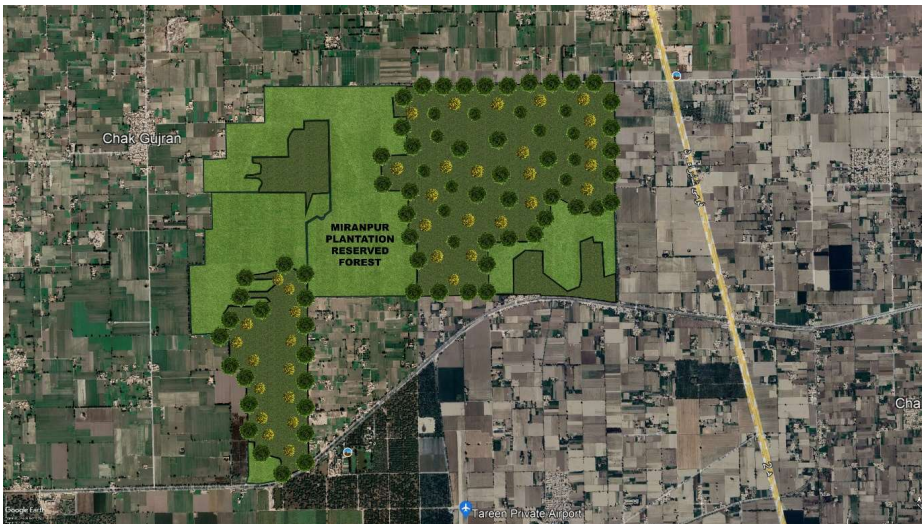 Chak Gujran
MIRANPUR
PLANTATION
RESERVED
FOREST
Cha
Google Earth
Tareen Private Airport